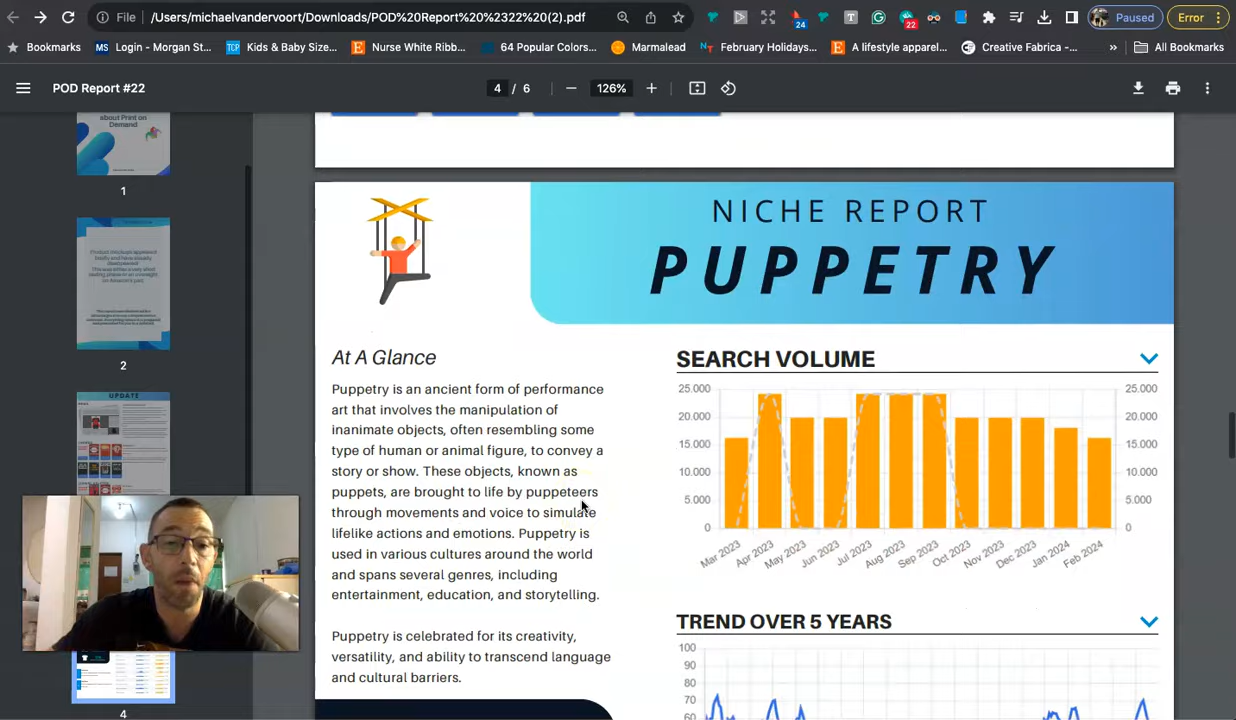 /Users/michaelvandervoort/Downloads/POD%20Report%20%2322%20(2).pdf
24
22
Paused
Error
Bookmarks
Login - Morgan St...
Kids & Baby Size...
Nurse White Ribb...
64 Popular Colors...
Marmalead
February Holidays...
A lifestyle apparel...
Creative Fabrica -...
»
All Bookmarks
POD Report #22
4 / 6
126%
about Print on
Demand
1
2
UPDATE
4
NICHE REPORT
PUPPETRY
At A Glance
Puppetry is an ancient form of performance
art that involves the manipulation of
inanimate objects, often resembling some
type of human or animal figure, to convey a
story or show. These objects, known as
puppets, are brought to life by puppeteers
through movements and voice to simulate
lifelike actions and emotions. Puppetry is
used in various cultures around the world
and spans several genres, including
entertainment, education, and storytelling.
Puppetry is celebrated for its creativity,
versatility, and ability to transcend language
and cultural barriers.
SEARCH VOLUME
25.000 25.000
20.000 20.000
15.000 15.000
10.000 10.000
5.000 5.000
0 0
Mar 2023 Apr 2023 May 2023 Jun 2023 Jul 2023 Aug 2023 Sep 2023 Oct 2023 Nov 2023 Dec 2023 Jan 2024 Feb 2024
TREND OVER 5 YEARS
100
90
80
70
60